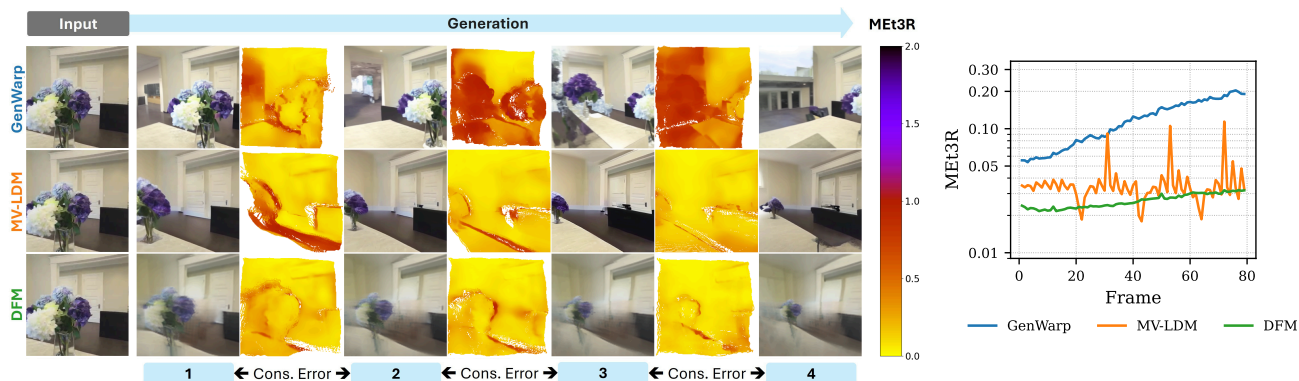 Input
Generation
MEt3R
GenWarp
MV-LDM
DFM
2.0
1.5
1.0
0.5
0.0
1
Cons. Error
2
Cons. Error
3
Cons. Error
4
MEt3R
0.30
0.20
0.10
0.05
0.01
0
20
40
60
80
Frame
GenWarp
MV-LDM
DFM